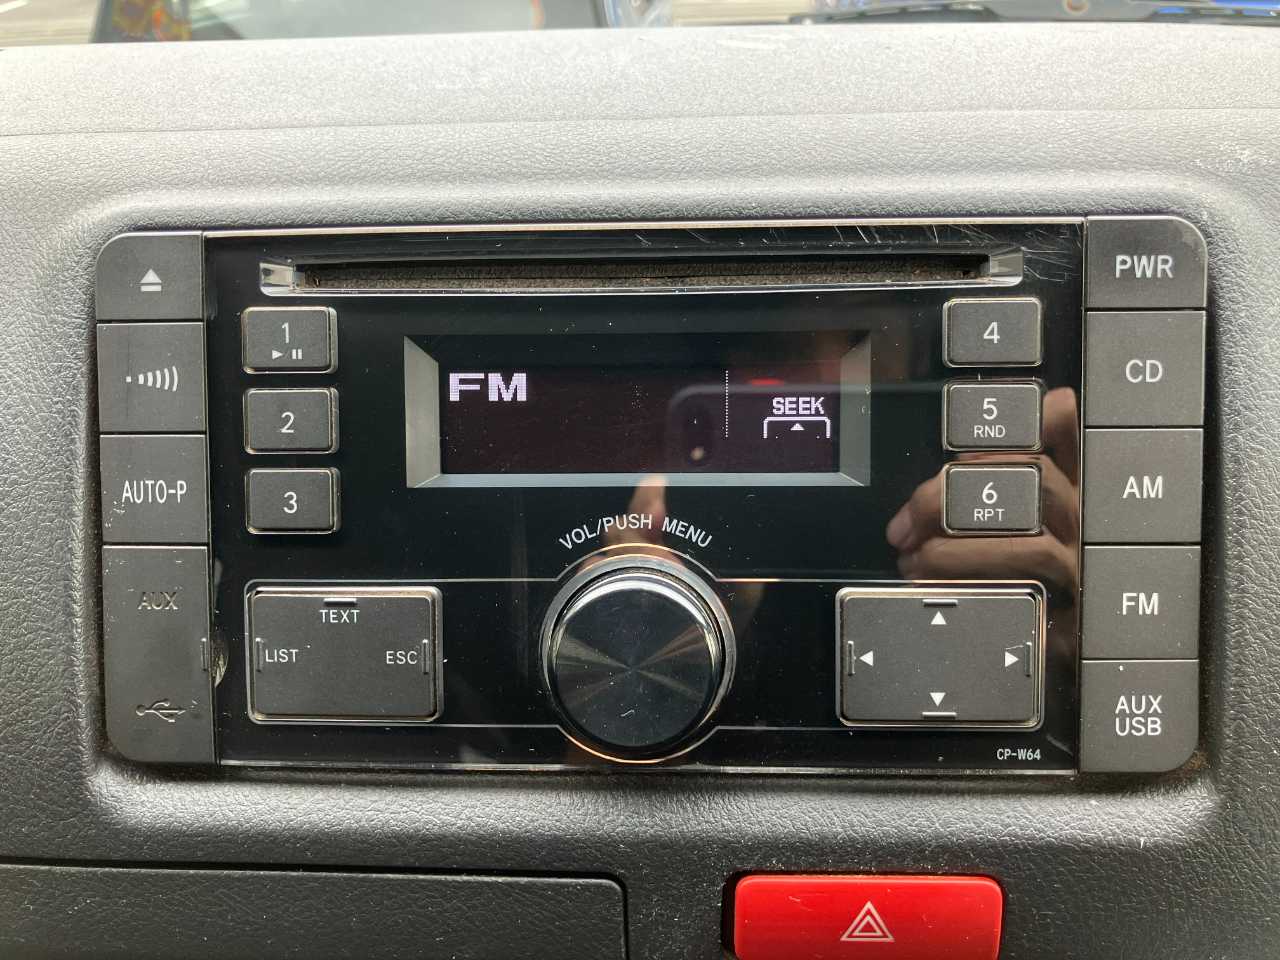 PWR
1
4
CD
FM
SEEK
2
5
RND
AUTO-P
3
6
RPT
AM
VOL/PUSH MENU
AUX
TEXT
LIST
ESC
FM
AUX
USB
CP-W64